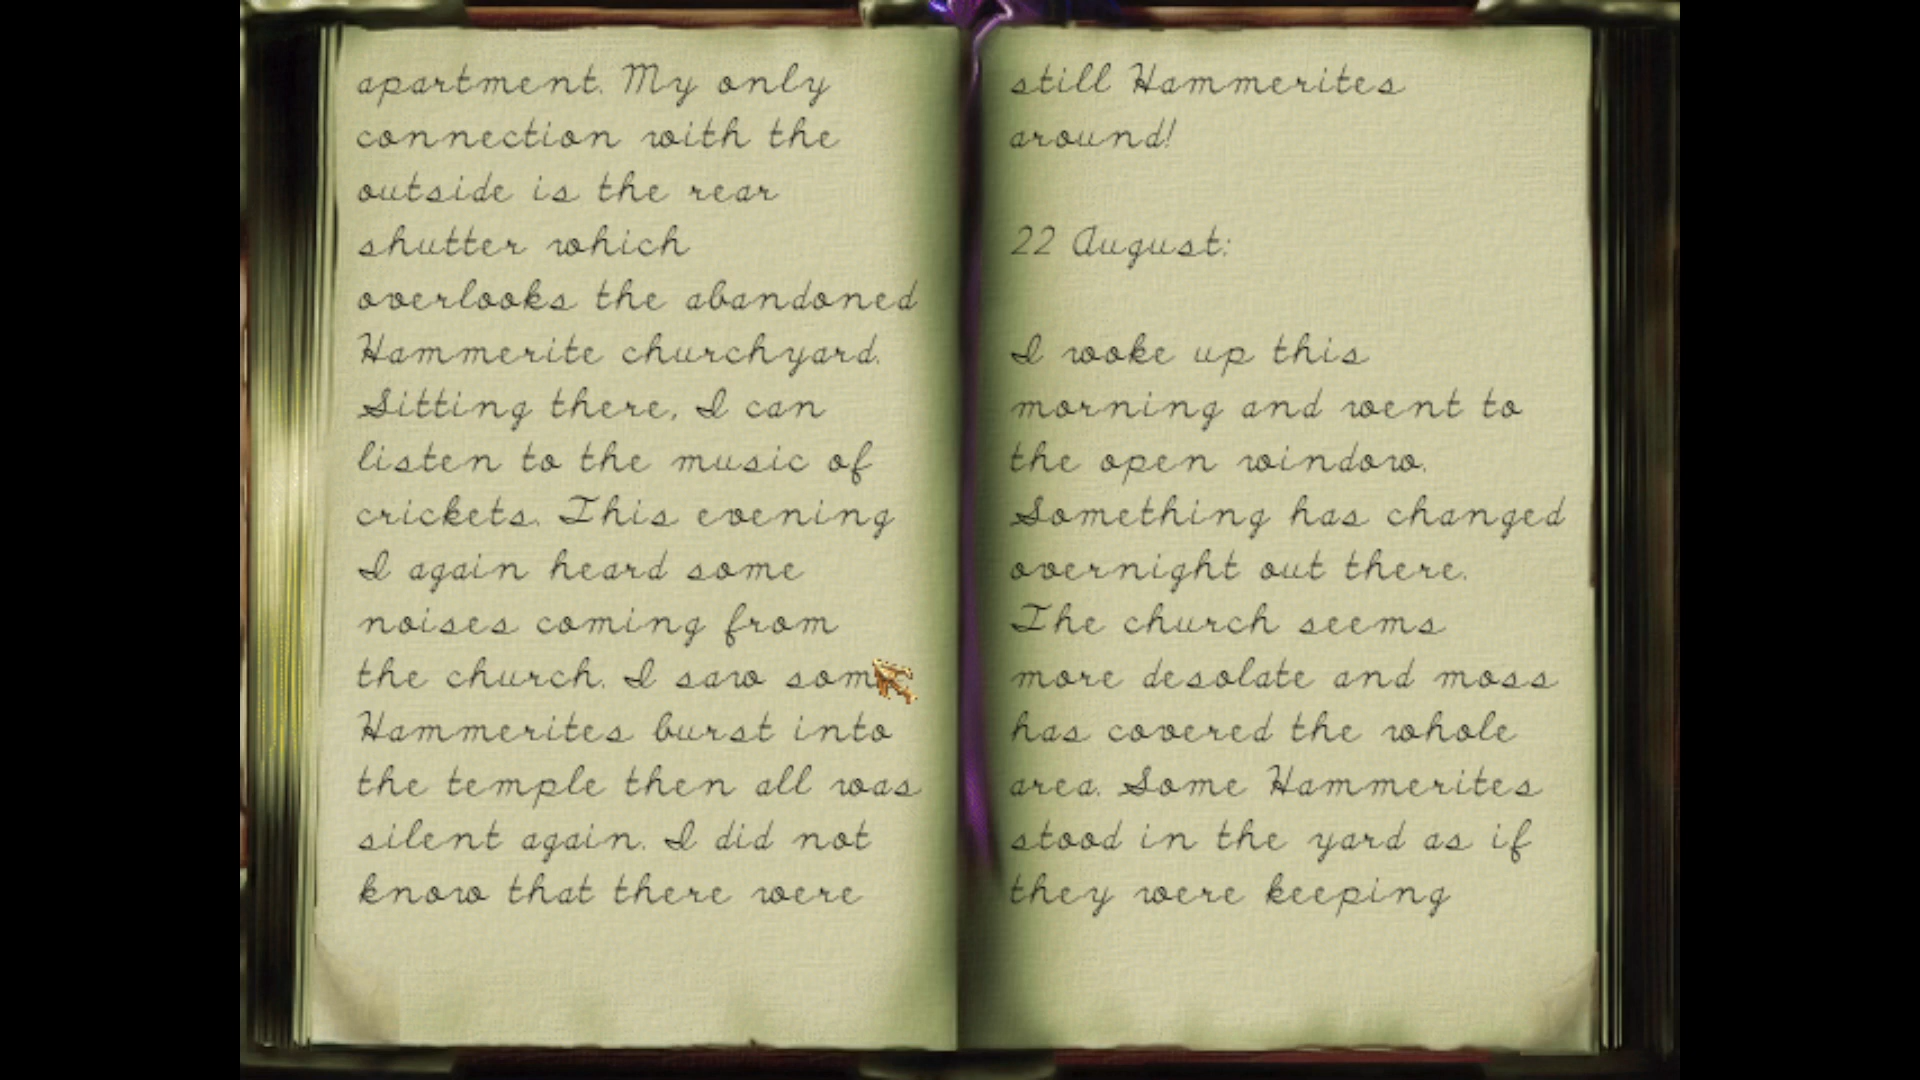 apartment. My only
connection with the
outside is the rear
shutter which
overlooks the abandoned
Hammerite churchyard.
Sitting there, I can
listen to the music of
crickets. This evening
I again heard some
noises coming from
the church. I saw some
Hammerites burst into
the temple then all was
silent again. I did not
know that there were
still Hammerites
around!
22 August:
I woke up this
morning and went to
the open window.
Something has changed
overnight out there.
The church seems
more desolate and moss
has covered the whole
area. Some Hammerites
stood in the yard as if
they were keeping